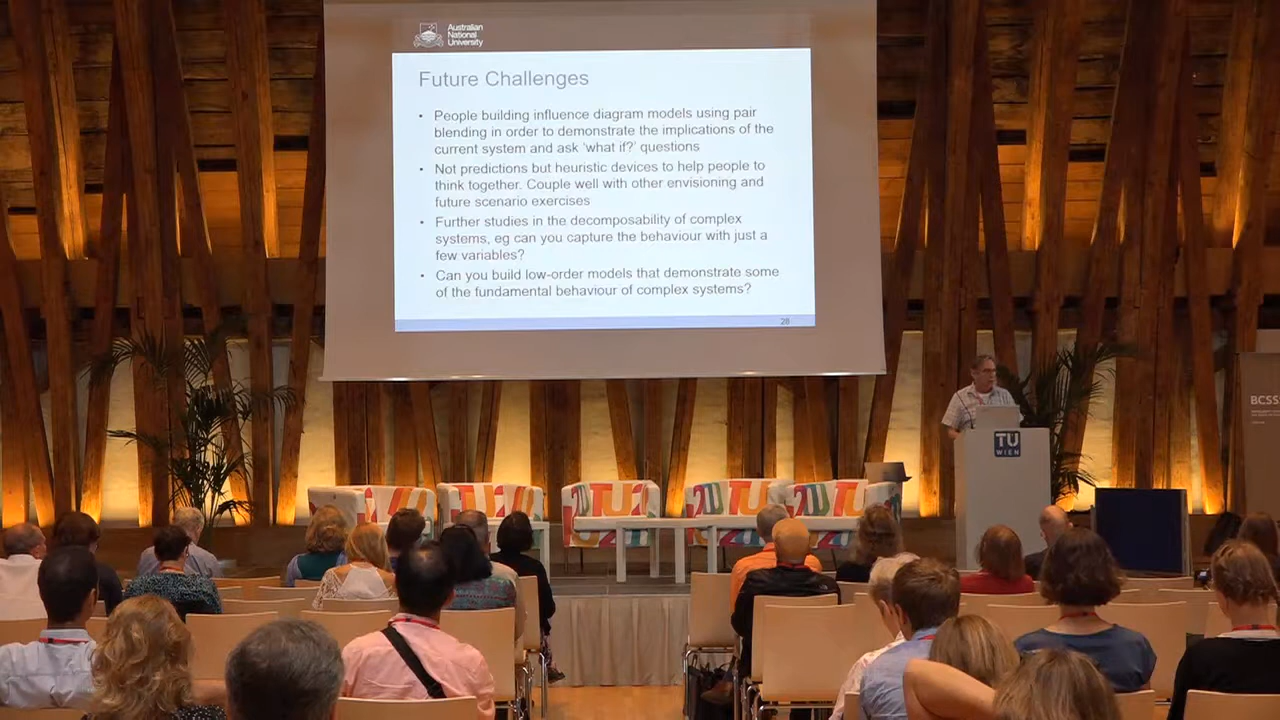 Australian
National
University
Future Challenges
• People building influence diagram models using pair
blending in order to demonstrate the implications of the
current system and ask ‘what if?’ questions
• Not predictions but heuristic devices to help people to
think together. Couple well with other envisioning and
future scenario exercises
• Further studies in the decomposability of complex
systems, eg can you capture the behaviour with just a
few variables?
• Can you build low-order models that demonstrate some
of the fundamental behaviour of complex systems?
TU
WIEN
BCSS
TU
TU
TU